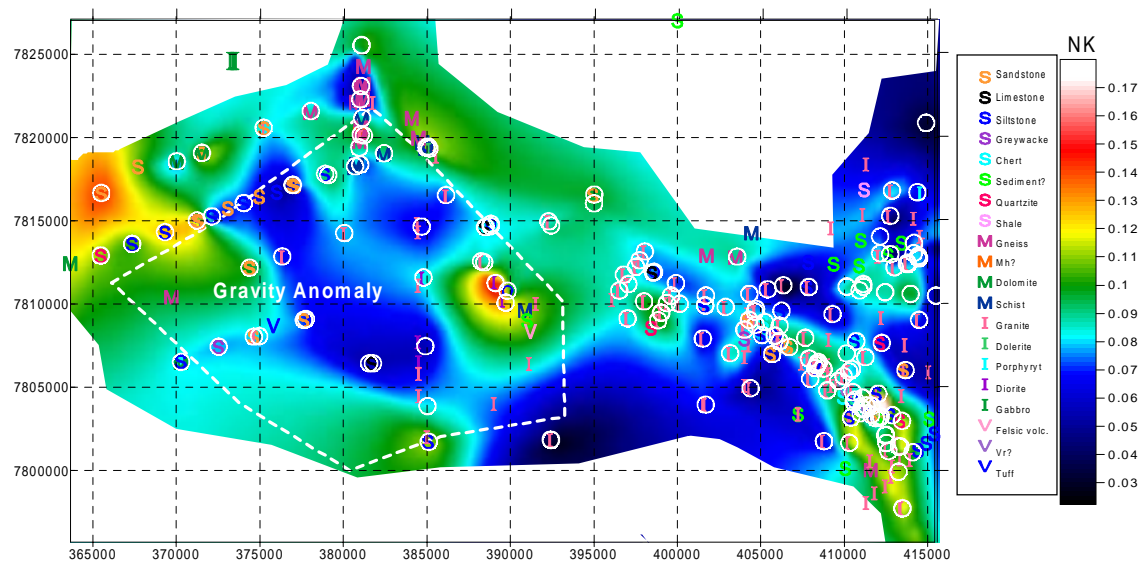 NK
7825000
7820000
7815000
7810000
7805000
7800000
365000 370000 375000 380000 385000 390000 395000 400000 405000 410000 415000
Gravity Anomaly
S Sandstone
S Limestone
S Siltstone
S Greywacke
S Chert
S Sediment?
S Quartzite
S Shale
M Gneiss
M Mh?
M Dolomite
M Schist
I Granite
I Dolerite
I Porphyryt
I Diorite
I Gabbro
V Felsic volc.
V Vr?
V Tuff
0.17
0.16
0.15
0.14
0.13
0.12
0.11
0.10
0.09
0.08
0.07
0.06
0.05
0.04
0.03